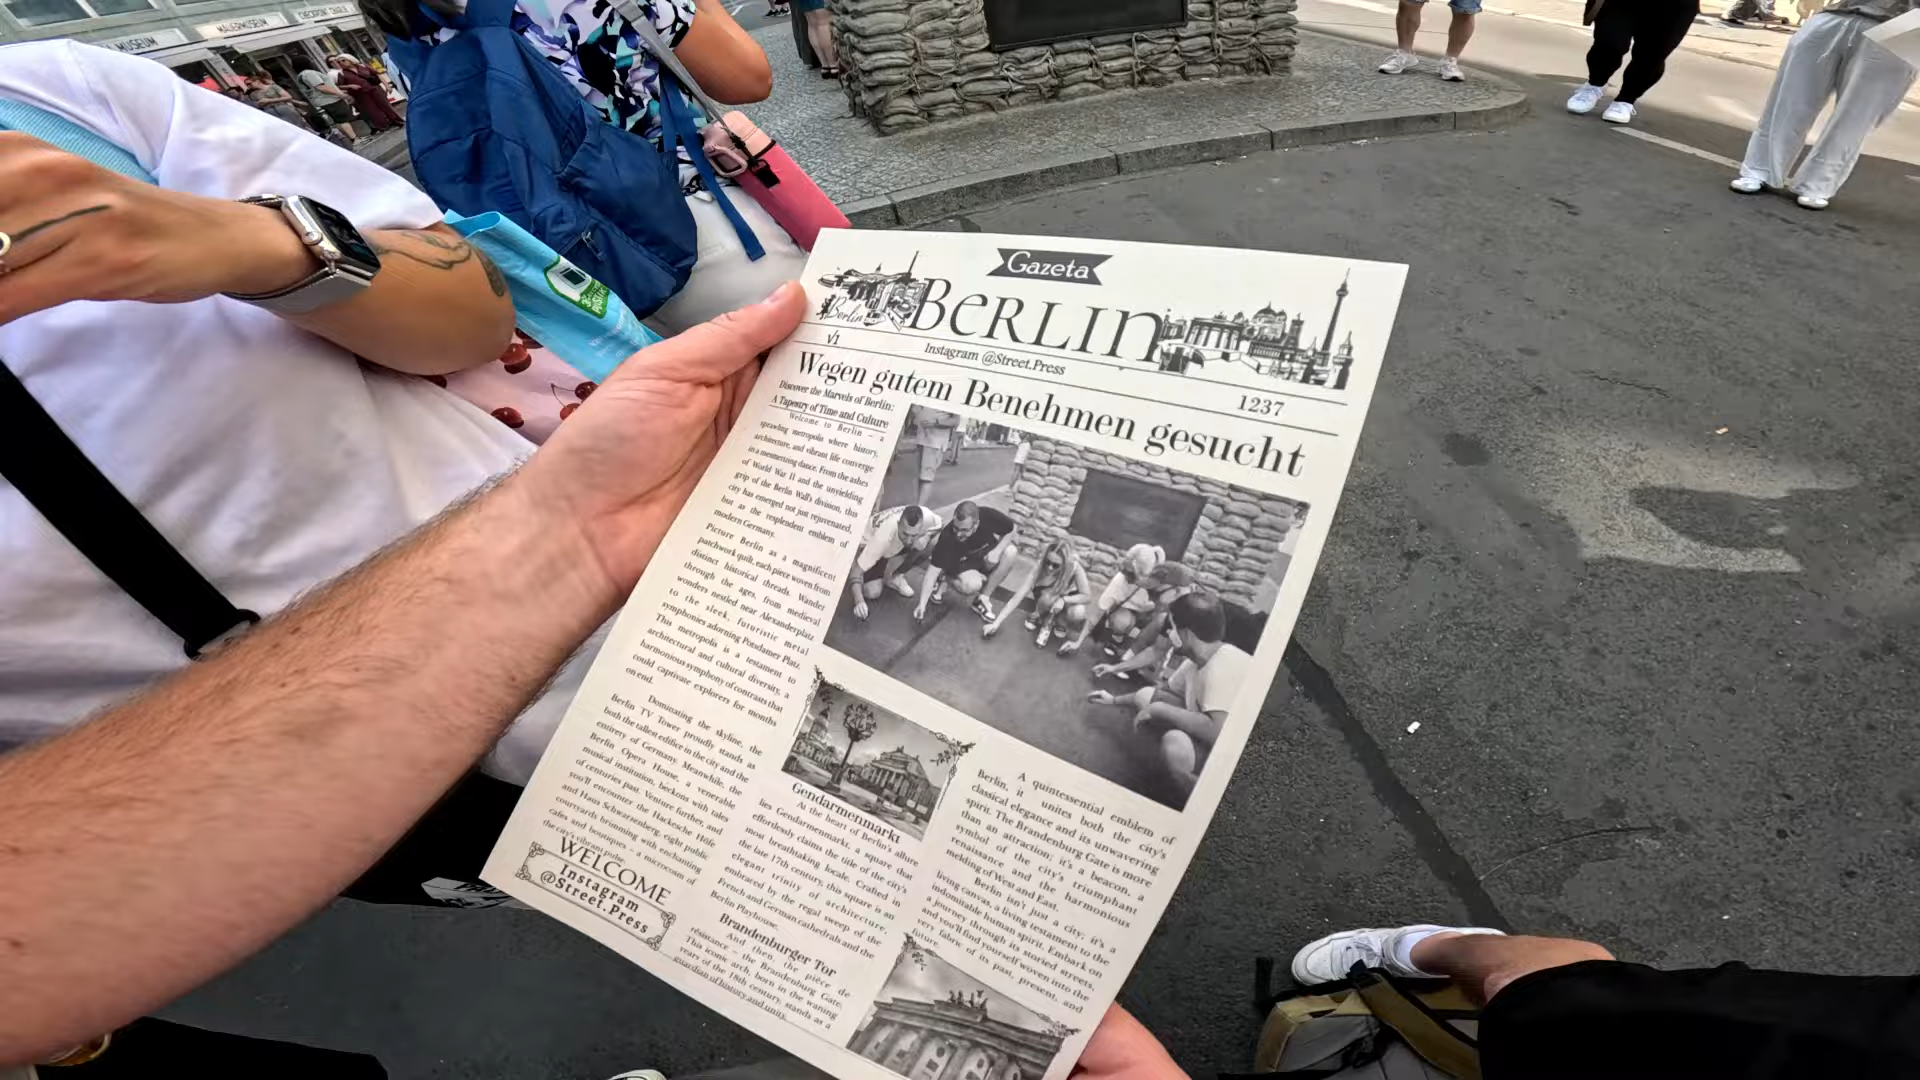 MUSEUM
MAUERMUSEUM
CHECKPOINT CHARLIE
Gazeta
Berlin
BERLIN
V1
Instagram @Street.Press
1237
Wegen gutem Benehmen gesucht
Discover the Marvels of Berlin:
A Tapestry of Time and Culture
Welcome to Berlin – a
sprawling metropolis where history,
architecture, and vibrant life converge
in a mesmerizing dance. From the ashes
of World War II and the unyielding
grip of the Berlin Wall's division, this
city has emerged not just rejuvenated,
but as the resplendent emblem of
modern Germany.
Picture Berlin as a magnificent
patchwork quilt, each piece woven from
distinct historical threads. Wander
through the ages, from medieval
wonders nestled near Alexanderplatz
to the sleek, futuristic metal
symphonies adorning Potsdamer Platz.
This metropolis is a testament to
architectural and cultural diversity, a
harmonious symphony of contrasts that
could captivate explorers for months
on end.
Dominating the skyline, the
Berlin TV Tower proudly stands as
both the tallest edifice in the city and the
entirety of Germany. Meanwhile, the
Berlin Opera House, a venerable
musical institution, beckons with tales
of centuries past. Venture further, and
you'll encounter the Hackesche Höfe
and Haus Schwarzenberg, eight public
courtyards brimming with enchanting
cafes and boutiques – a microcosm of
the city's vibrant pulse.
WELCOME
Instagram
@Street.Press
Gendarmenmarkt
At the heart of Berlin's allure
lies Gendarmenmarkt, a square that
effortlessly claims the title of the city's
most breathtaking locale. Crafted in
the late 17th century, this square is an
elegant trinity of architecture,
embraced by the regal sweep of the
French and German cathedrals and the
Berlin Playhouse.
Brandenburger Tor
And then, the pièce de
résistance – the Brandenburg Gate.
This iconic arch, born in the waning
years of the 18th century, stands as a
guardian of history and unity.
A quintessential emblem of
Berlin, it unites both the city's
classical elegance and its unwavering
spirit. The Brandenburg Gate is more
than an attraction; it's a beacon, a
symbol of the city's triumphant
renaissance and the harmonious
melding of West and East.
Berlin isn't just a city; it's a
living canvas, a living testament to the
indomitable human spirit. Embark on
a journey through its storied streets,
and you'll find yourself woven into the
very fabric of its past, present, and
future.